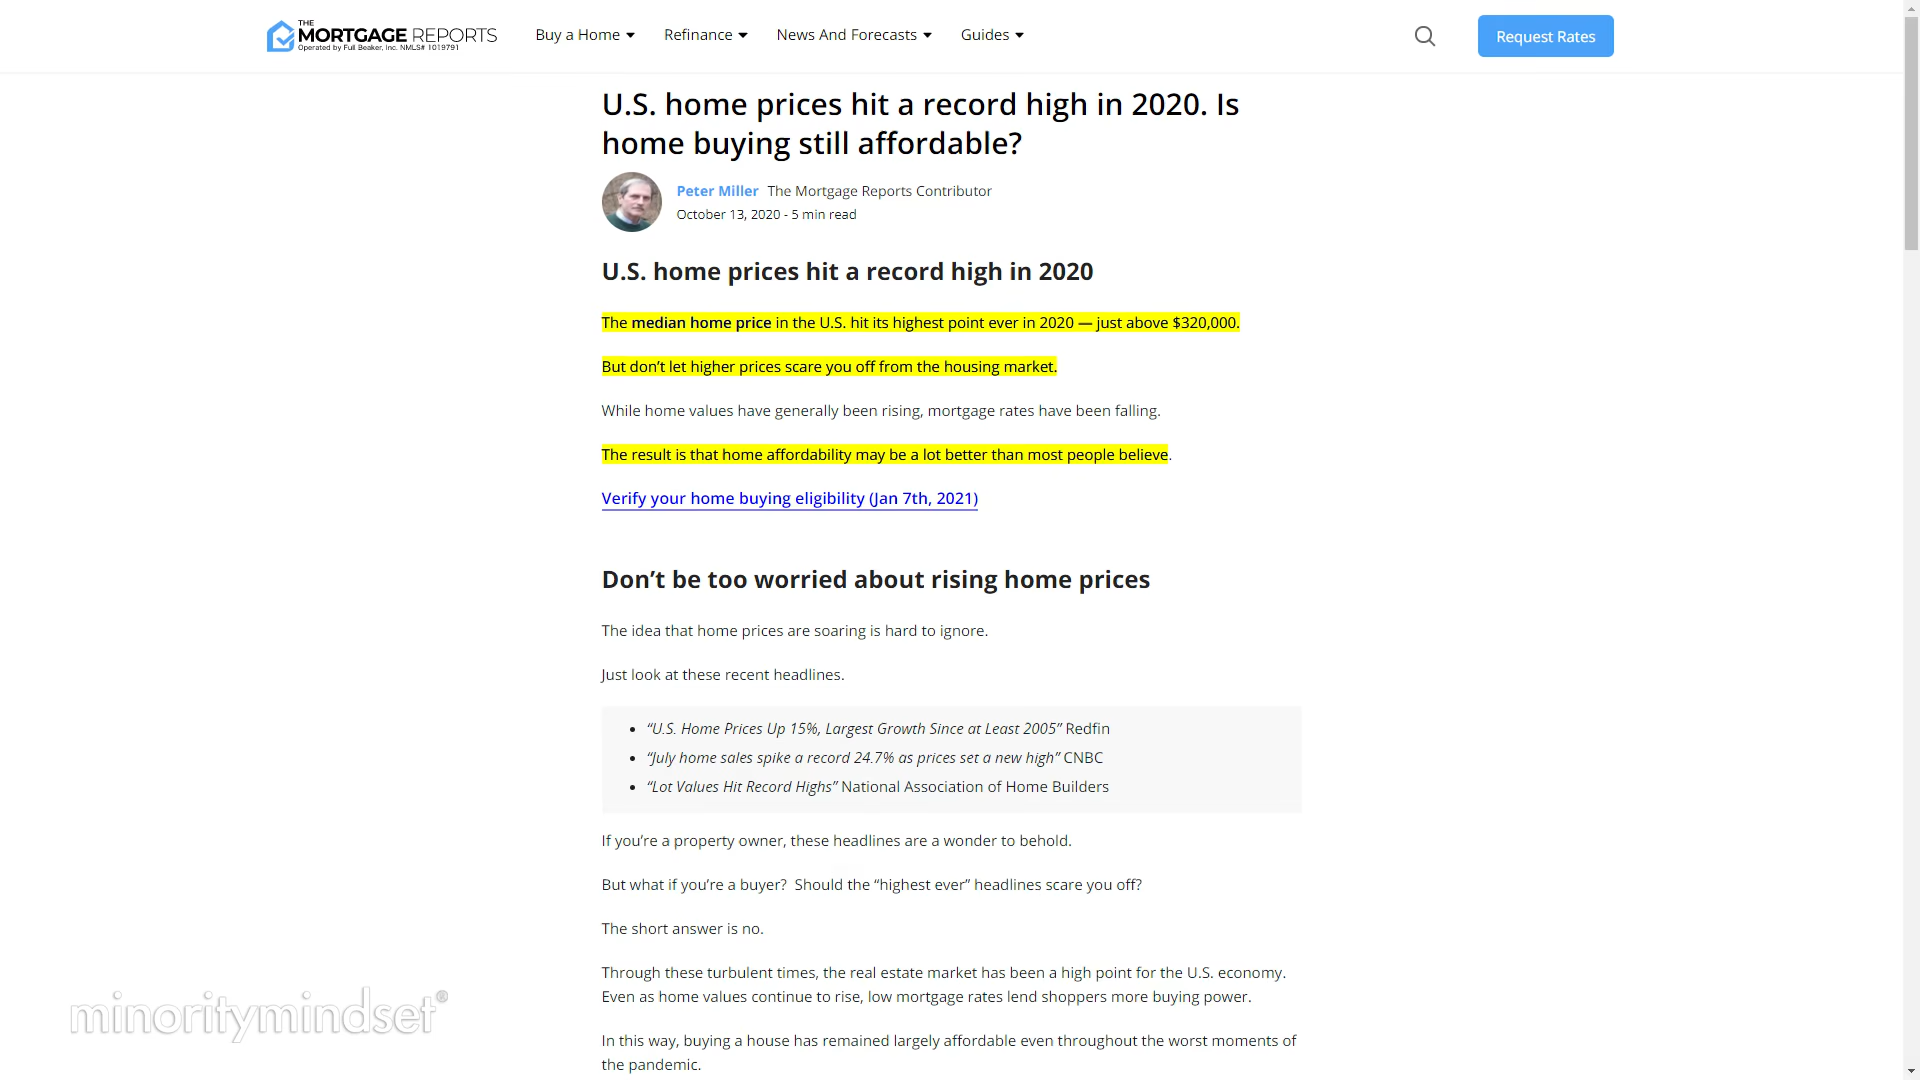 THE
MORTGAGE REPORTS
Operated by Full Beaker, Inc. NMLS# 1019791
Buy a Home
Refinance
News And Forecasts
Guides
Request Rates
U.S. home prices hit a record high in 2020. Is
home buying still affordable?
Peter Miller The Mortgage Reports Contributor
October 13, 2020 - 5 min read
U.S. home prices hit a record high in 2020
The median home price in the U.S. hit its highest point ever in 2020 — just above $320,000.
But don’t let higher prices scare you off from the housing market.
While home values have generally been rising, mortgage rates have been falling.
The result is that home affordability may be a lot better than most people believe.
Verify your home buying eligibility (Jan 7th, 2021)
Don’t be too worried about rising home prices
The idea that home prices are soaring is hard to ignore.
Just look at these recent headlines.
• “U.S. Home Prices Up 15%, Largest Growth Since at Least 2005” Redfin
• “July home sales spike a record 24.7% as prices set a new high” CNBC
• “Lot Values Hit Record Highs” National Association of Home Builders
If you’re a property owner, these headlines are a wonder to behold.
But what if you’re a buyer? Should the “highest ever” headlines scare you off?
The short answer is no.
Through these turbulent times, the real estate market has been a high point for the U.S. economy.
Even as home values continue to rise, low mortgage rates lend shoppers more buying power.
In this way, buying a house has remained largely affordable even throughout the worst moments of
the pandemic.
minoritymindset®